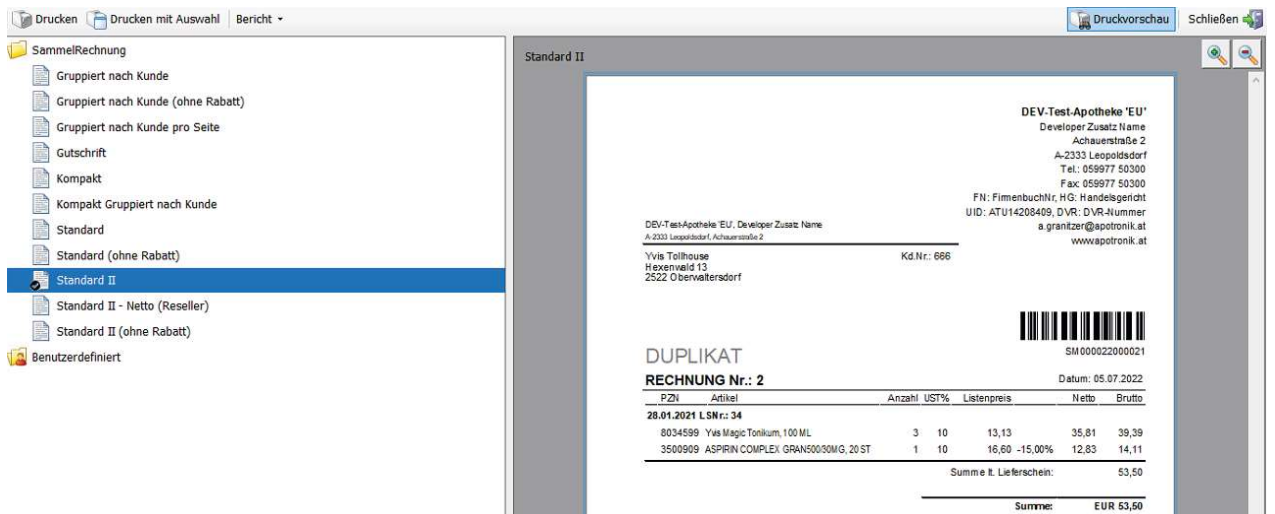 Drucken Drucken mit Auswahl Bericht Druckvorschau Schließen
SammelRechnung
Gruppiert nach Kunde
Gruppiert nach Kunde (ohne Rabatt)
Gruppiert nach Kunde pro Seite
Gutschrift
Kompakt
Kompakt Gruppiert nach Kunde
Standard
Standard (ohne Rabatt)
Standard II
Standard II - Netto (Reseller)
Standard II (ohne Rabatt)
Benutzerdefiniert
Standard II
DEV-Test-Apotheke 'EU'
Developer Zusatz Name
Achauerstraße 2
A-2333 Leopoldsdorf
Tel.: 059977 50300
Fax: 059977 50300
FN: FirmenbuchNr, HG: Handelsgericht
UID: ATU14208409, DVR: DVR-Nummer
a.granitzer@apotronik.at
www.apotronik.at
DEV-Test-Apotheke 'EU', Developer Zusatz Name
A-2333 Leopoldsdorf, Achauerstraße 2
Yvis Tollhouse Kd.Nr.: 666
Hexenwald 13
2522 Oberwaltersdorf
SM000022000021
DUPLIKAT
RECHNUNG Nr.: 2 Datum: 05.07.2022
PZN Artikel Anzahl UST% Listenpreis Netto Brutto
28.01.2021 LSNr.: 34
8034599 Yvis Magic Tonikum, 100 ML 3 10 13,13 35,81 39,39
3500909 ASPIRIN COMPLEX GRAN500/30MG, 20 ST 1 10 16,60 -15,00% 12,83 14,11
Summe lt. Lieferschein: 53,50
Summe: EUR 53,50